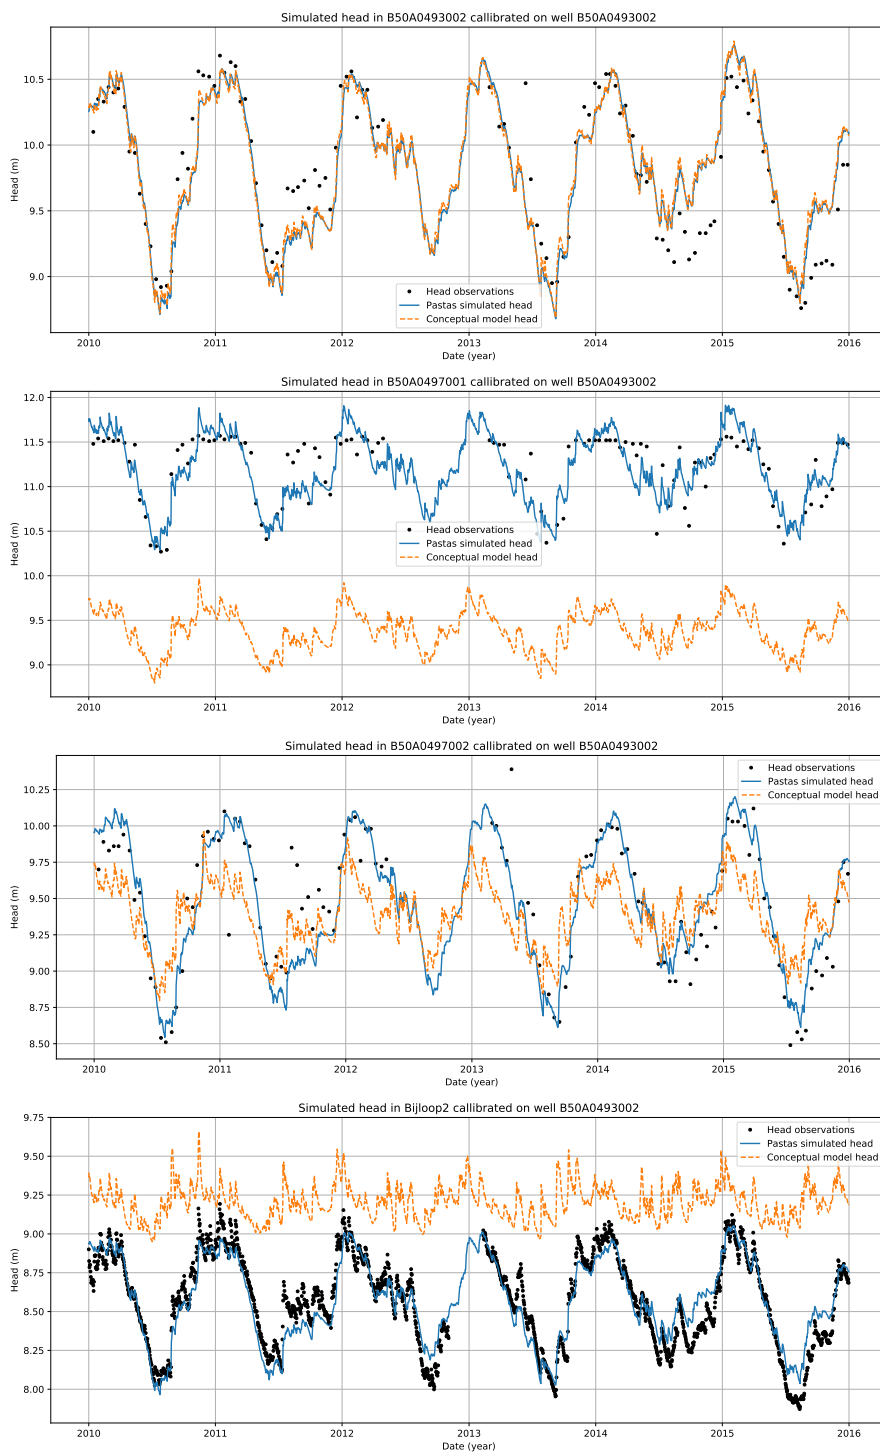 Simulated head in B50A0493002 callibrated on well B50A0493002
10.5
10.0
9.5
9.0
Head (m)
Head observations
Pastas simulated head
Conceptual model head
2010 2011 2012 2013 2014 2015 2016
Date (year)
Simulated head in B50A0497001 callibrated on well B50A0493002
12.0
11.5
11.0
10.5
10.0
9.5
9.0
Head (m)
Head observations
Pastas simulated head
Conceptual model head
2010 2011 2012 2013 2014 2015 2016
Date (year)
Simulated head in B50A0497002 callibrated on well B50A0493002
10.25
10.00
9.75
9.50
9.25
9.00
8.75
8.50
Head (m)
Head observations
Pastas simulated head
Conceptual model head
2010 2011 2012 2013 2014 2015 2016
Date (year)
Simulated head in Bijloop2 callibrated on well B50A0493002
9.75
9.50
9.25
9.00
8.75
8.50
8.25
8.00
Head (m)
Head observations
Pastas simulated head
Conceptual model head
2010 2011 2012 2013 2014 2015 2016
Date (year)